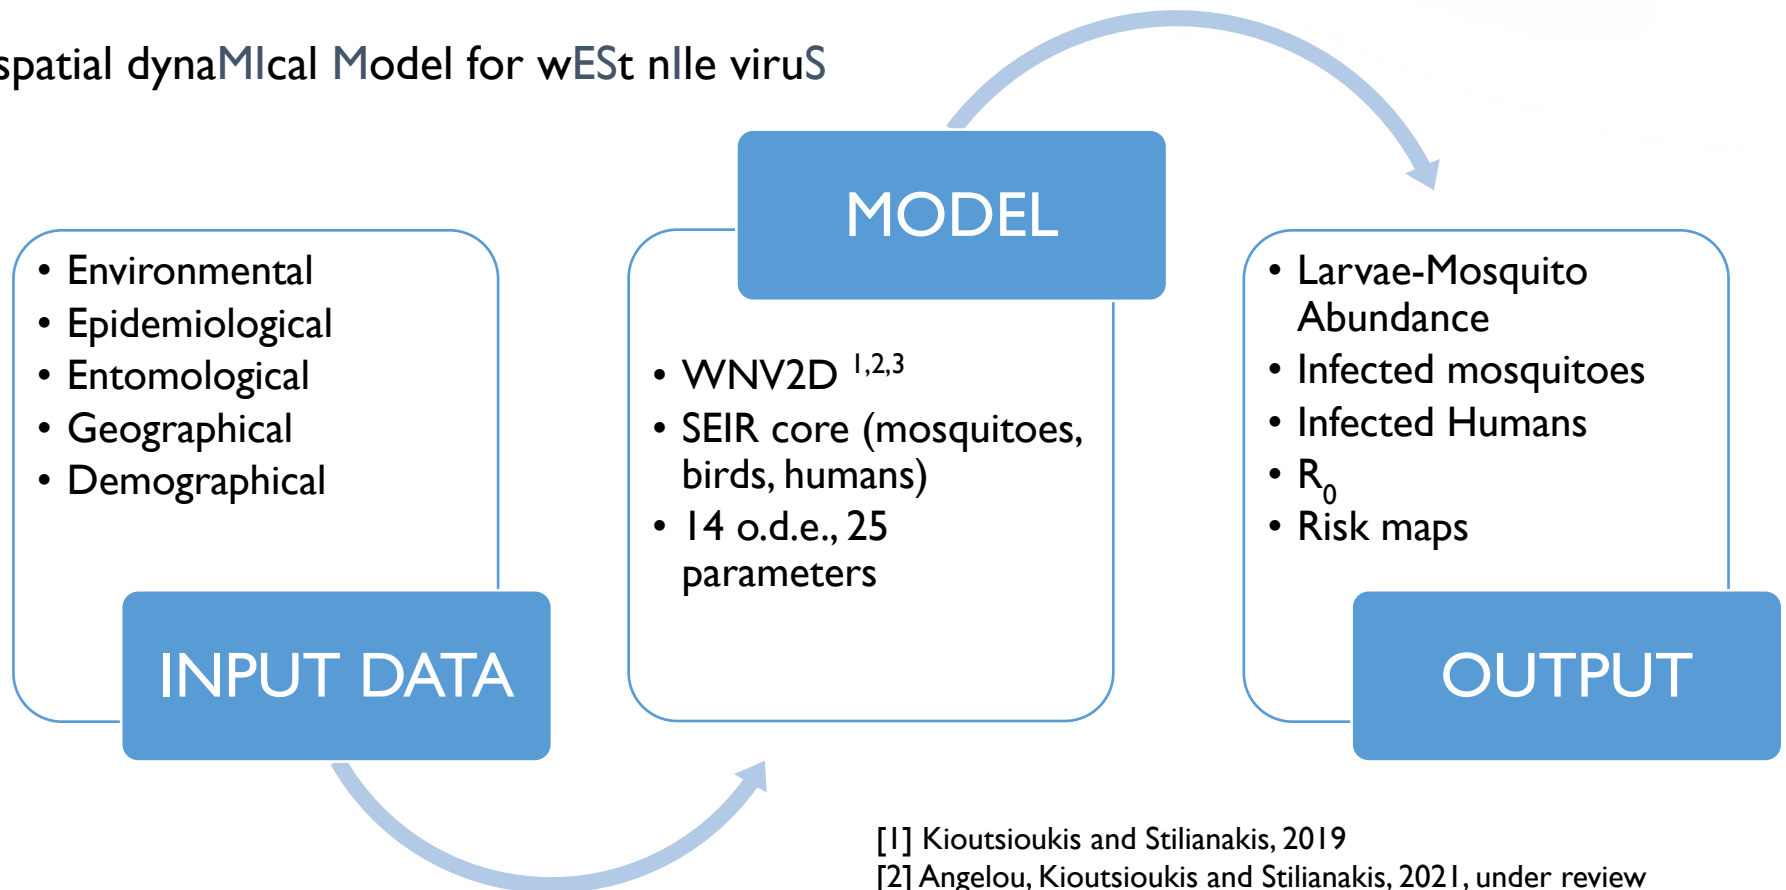 spatial dynaMIcal Model for wESt nIle viruS
• Environmental
• Epidemiological
• Entomological
• Geographical
• Demographical
INPUT DATA
MODEL
• WNV2D 1,2,3
• SEIR core (mosquitoes,
birds, humans)
• 14 o.d.e., 25
parameters
• Larvae-Mosquito
Abundance
• Infected mosquitoes
• Infected Humans
• R0
• Risk maps
OUTPUT
[1] Kioutsioukis and Stilianakis, 2019
[2] Angelou, Kioutsioukis and Stilianakis, 2021, under review